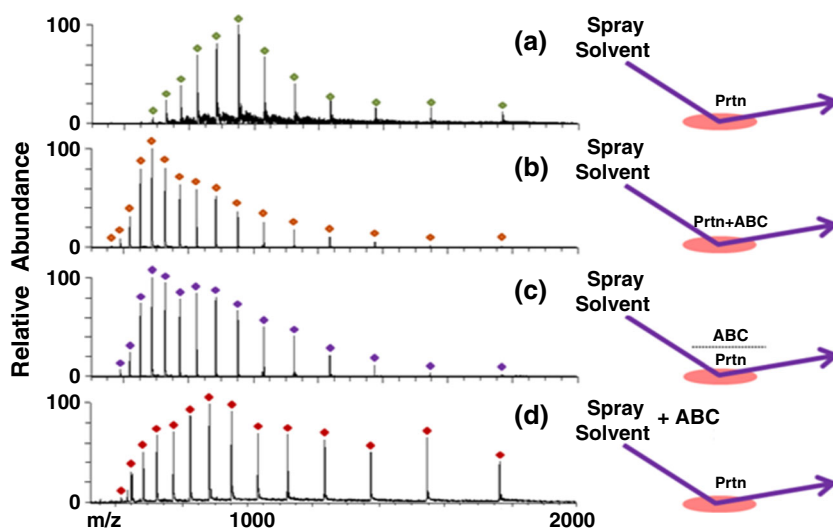 100
0
(a)
Spray
Solvent
Prtn
100
0
(b)
Spray
Solvent
Prtn+ABC
100
0
(c)
Spray
Solvent
ABC
Prtn
100
0
(d)
Spray
Solvent + ABC
Prtn
Relative Abundance
m/z
1000
2000